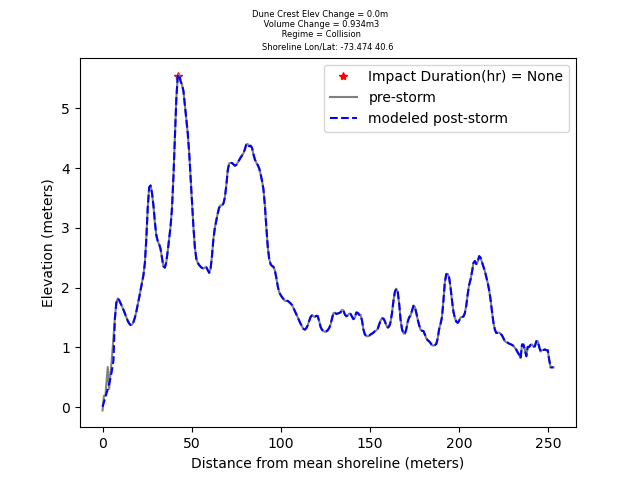 Dune Crest Elev Change = 0.0m
Volume Change = 0.934m3
Regime = Collision
Shoreline Lon/Lat: -73.474 40.6
Impact Duration(hr) = None
pre-storm
modeled post-storm
Elevation (meters)
5
4
3
2
1
0
0 50 100 150 200 250
Distance from mean shoreline (meters)